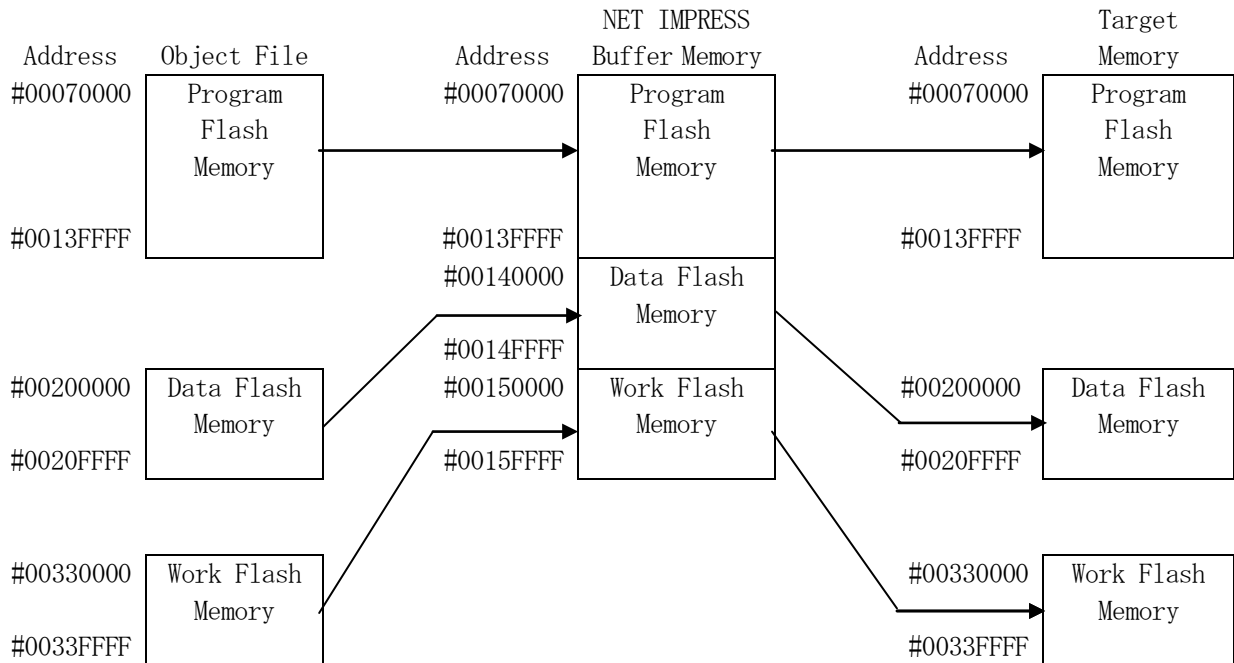 NET IMPRESS Target
Address Object File Address Buffer Memory Address Memory
#00070000 Program #00070000 Program #00070000 Program
Flash Flash Flash
Memory Memory Memory
#0013FFFF #0013FFFF #0013FFFF
#00140000 Data Flash
Memory
#0014FFFF
#00200000 Data Flash #00150000 Work Flash #00200000 Data Flash
Memory Memory Memory
#0020FFFF #0015FFFF #0020FFFF
#00330000 Work Flash #00330000 Work Flash
Memory Memory
#0033FFFF #0033FFFF